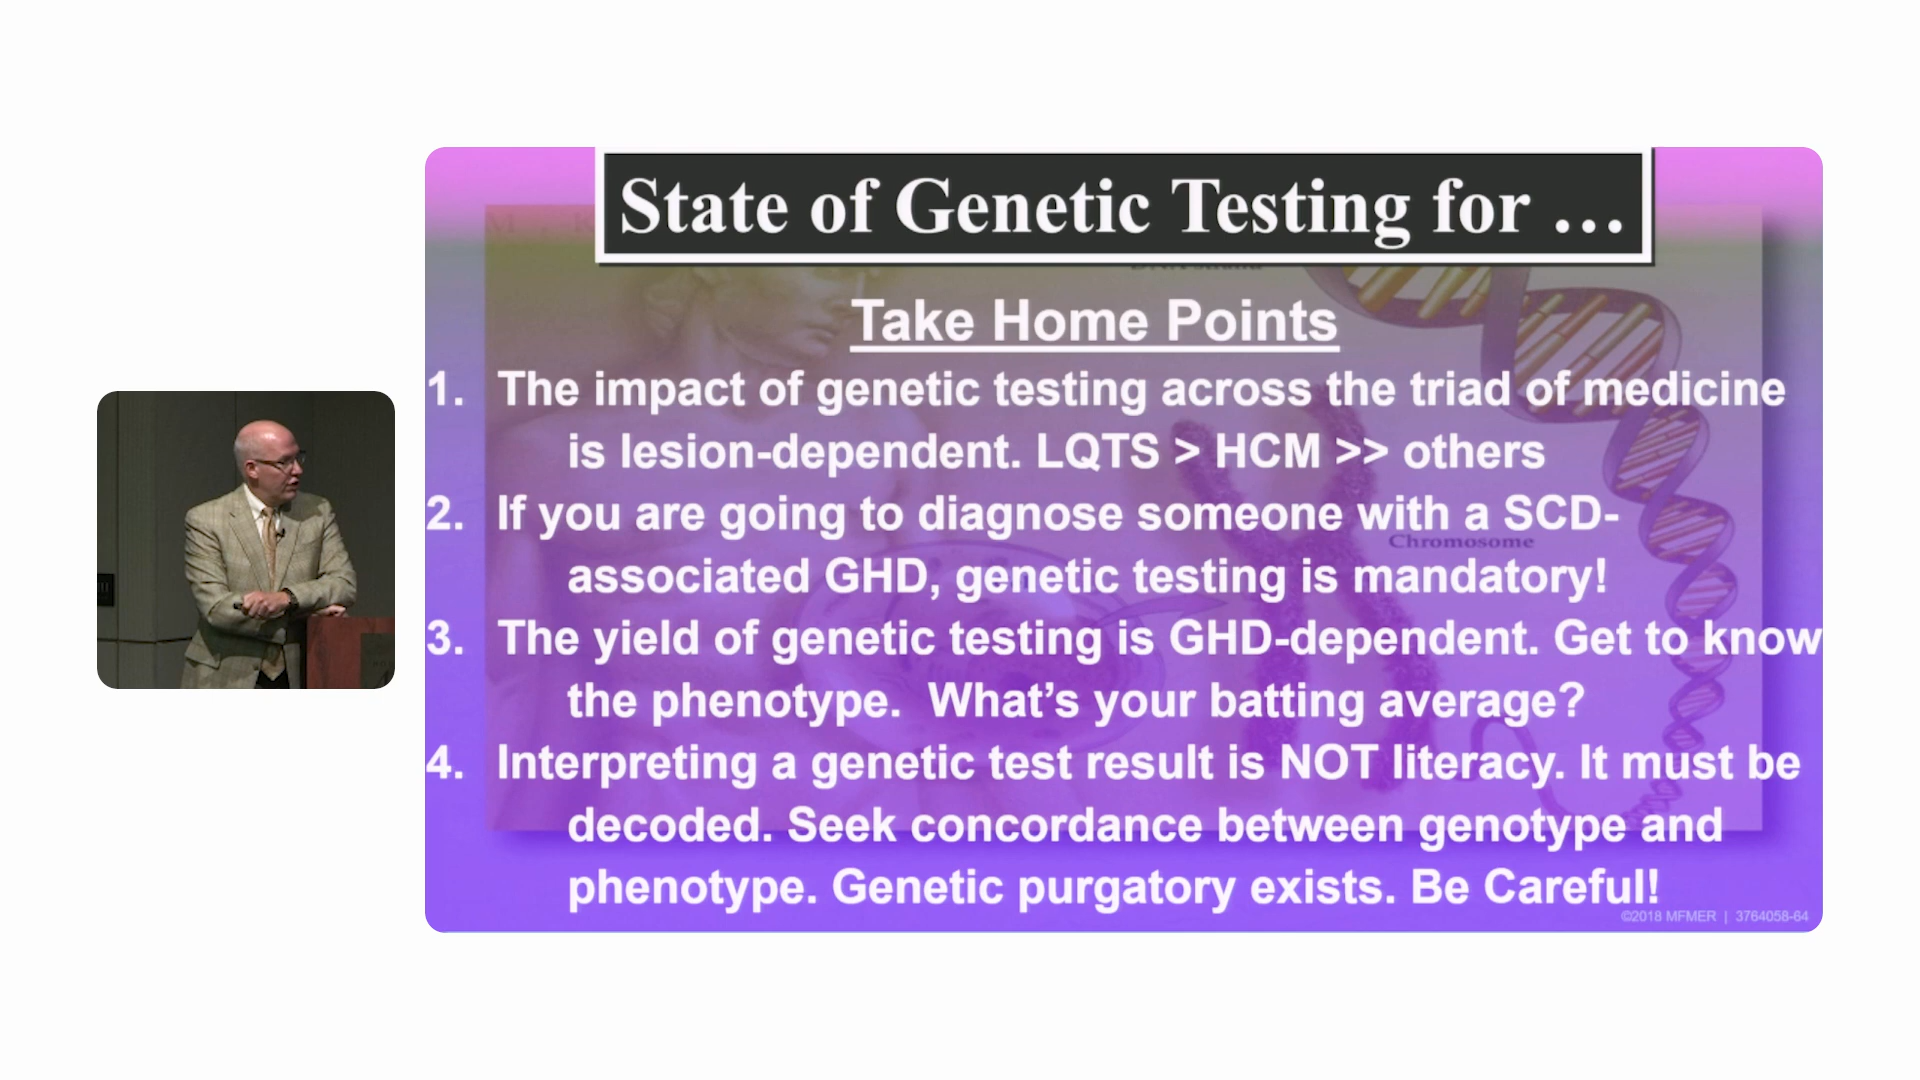 State of Genetic Testing for …
Take Home Points
1. The impact of genetic testing across the triad of medicine
is lesion-dependent. LQTS > HCM >> others
2. If you are going to diagnose someone with a SCD-
Chromosome
associated GHD, genetic testing is mandatory!
3. The yield of genetic testing is GHD-dependent. Get to know
the phenotype. What's your batting average?
4. Interpreting a genetic test result is NOT literacy. It must be
decoded. Seek concordance between genotype and
phenotype. Genetic purgatory exists. Be Careful!
©2018 MFMER | 3764058-64